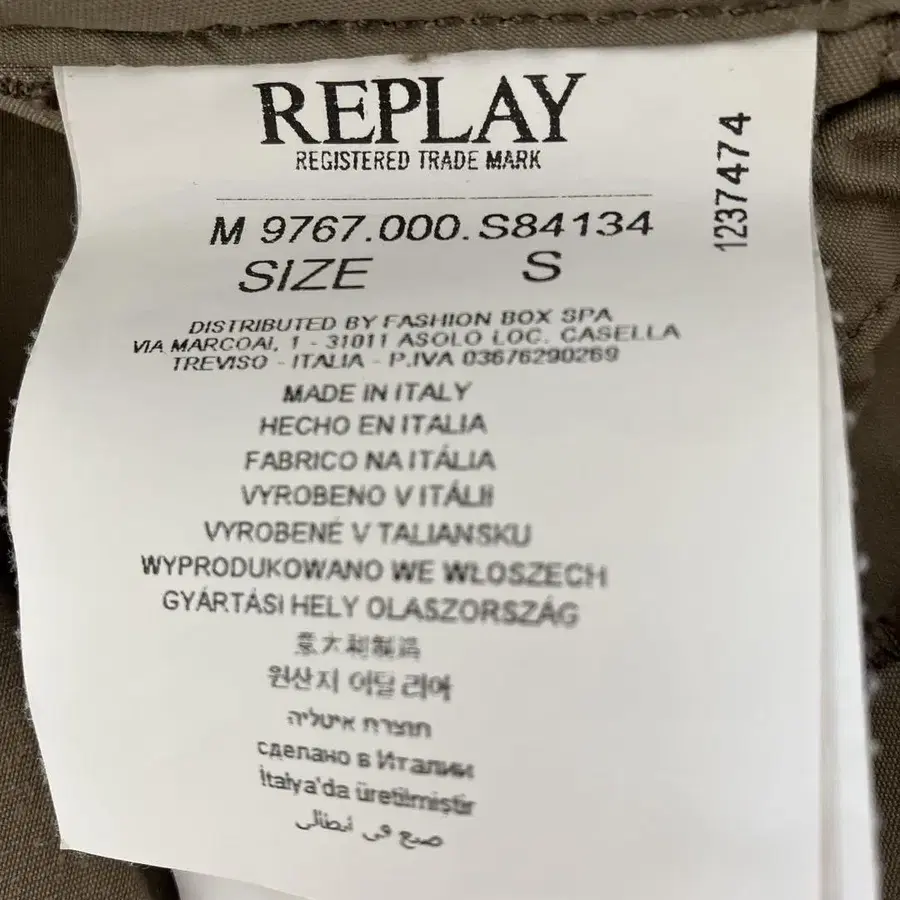 REPLAY
REGISTERED TRADE MARK
1237474
M 9767.000.S84134
SIZE S
DISTRIBUTED BY FASHION BOX SPA
VIA MARCOAI, 1 - 31011 ASOLO LOC. CASELLA
TREVISO - ITALIA - P.IVA 03676290269
MADE IN ITALY
HECHO EN ITALIA
FABRICO NA ITÁLIA
VYROBENO V ITÁLII
VYROBENÉ V TALIANSKU
WYPRODUKOWANO WE WŁOSZECH
GYÁRTÁSI HELY OLASZORSZÁG
意大利制造
원산지 이탈 리아
תוצרת איטליה
сделано в Италии
İtalya'da üretilmiştir
صنع في ايطاليا